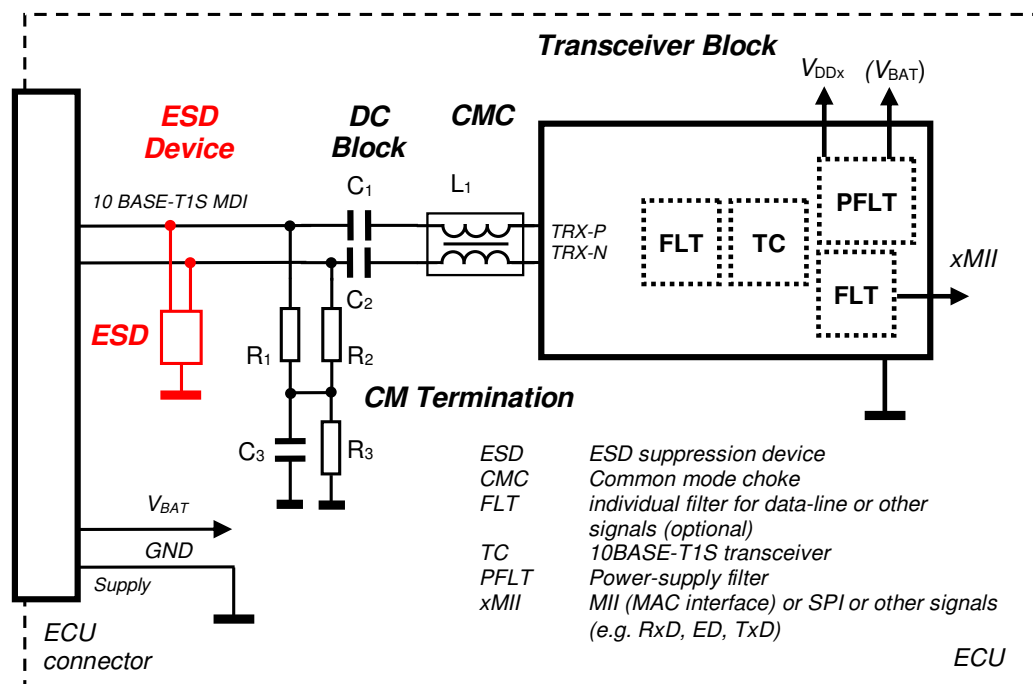 Transceiver Block
VDDx (VBAT)
ESD
Device
DC
Block
CMC
10 BASE-T1S MDI
C1
L1
TRX-P
TRX-N
FLT
TC
PFLT
FLT
xMII
C2
ESD
R1
R2
CM Termination
C3
R3
VBAT
GND
Supply
ECU
connector
ESD ESD suppression device
CMC Common mode choke
FLT individual filter for data-line or other
signals (optional)
TC 10BASE-T1S transceiver
PFLT Power-supply filter
xMII MII (MAC interface) or SPI or other signals
(e.g. RxD, ED, TxD)
ECU